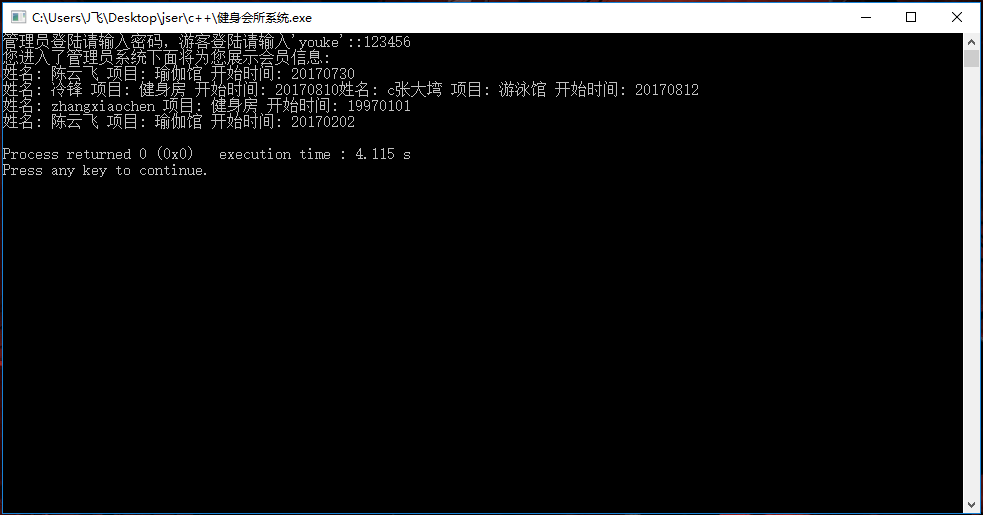 C:\Users\J飞\Desktop\jser\c++\健身会所系统.exe
管理员登陆请输入密码，游客登陆请输入'youke'::123456
您进入了管理员系统下面将为您展示会员信息:
姓名: 陈云飞 项目: 瑜伽馆 开始时间: 20170730
姓名: 冷锋 项目: 健身房 开始时间: 20170810姓名: c张大湾 项目: 游泳馆 开始时间: 20170812
姓名: zhangxiaochen 项目: 健身房 开始时间: 19970101
姓名: 陈云飞 项目: 瑜伽馆 开始时间: 20170202
Process returned 0 (0x0)   execution time : 4.115 s
Press any key to continue.